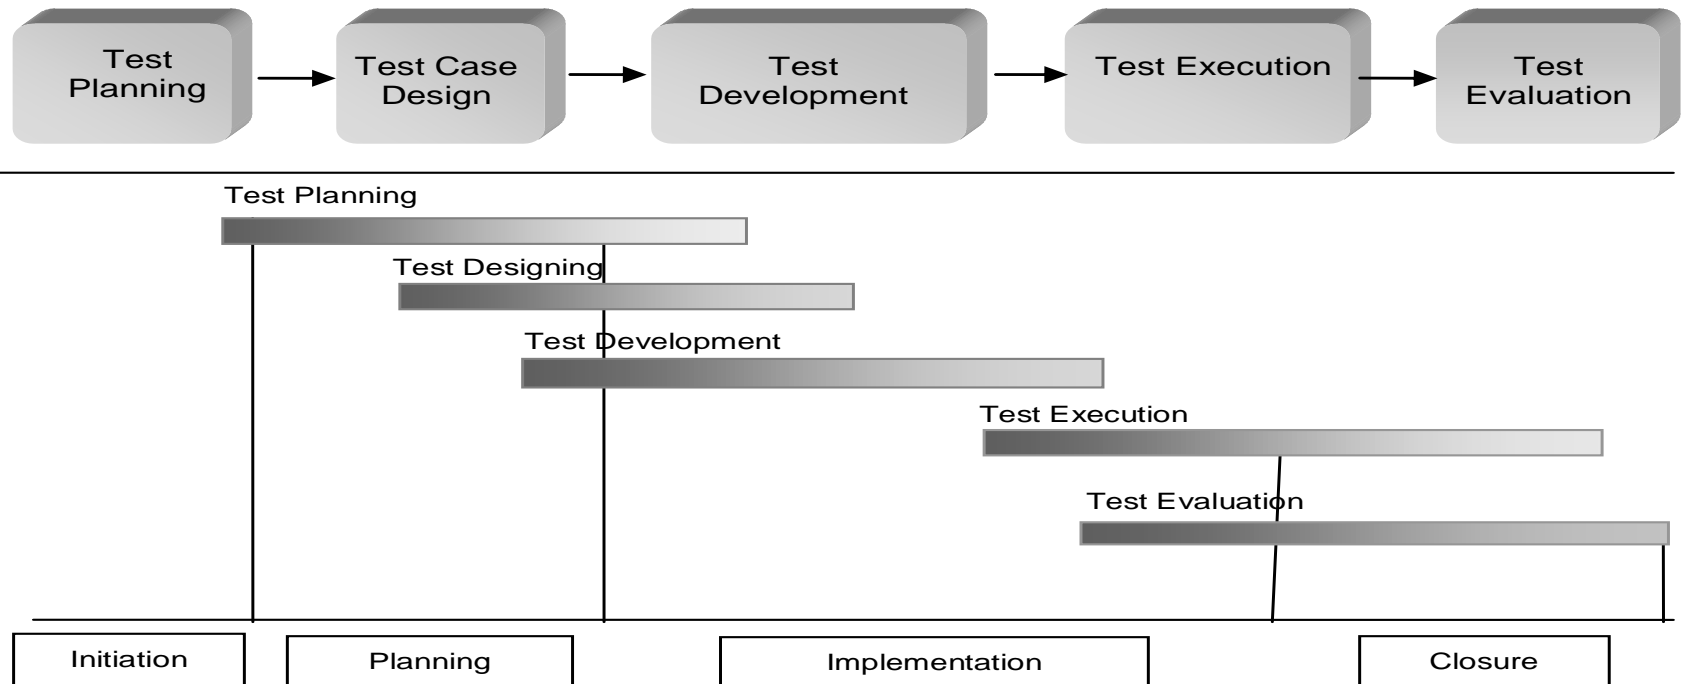 Test
Planning
Test Case
Design
Test
Development
Test Execution
Test
Evaluation
Test Planning
Test Designing
Test Development
Test Execution
Test Evaluation
Initiation
Planning
Implementation
Closure